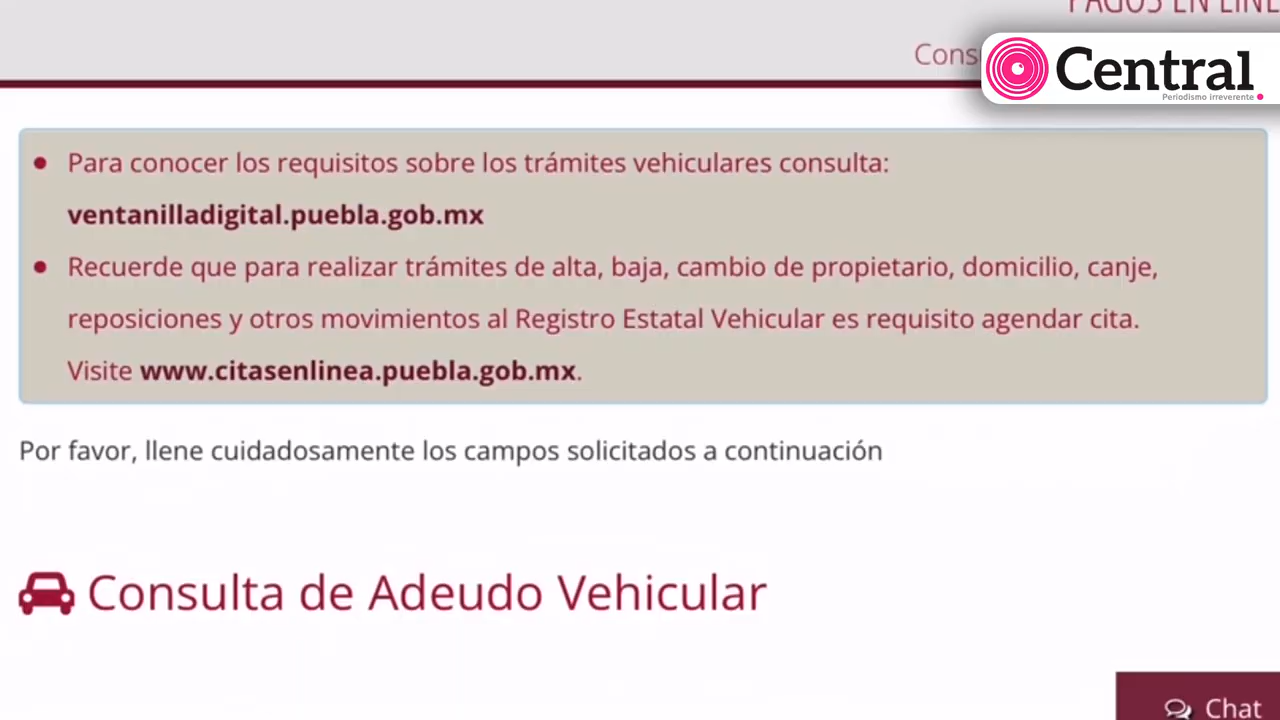 PAGOS EN LÍNE
Cons
Central
Periodismo irreverente
Para conocer los requisitos sobre los trámites vehiculares consulta:
ventanilladigital.puebla.gob.mx
Recuerde que para realizar trámites de alta, baja, cambio de propietario, domicilio, canje,
reposiciones y otros movimientos al Registro Estatal Vehicular es requisito agendar cita.
Visite www.citasenlinea.puebla.gob.mx.
Por favor, llene cuidadosamente los campos solicitados a continuación
Consulta de Adeudo Vehicular
Chat